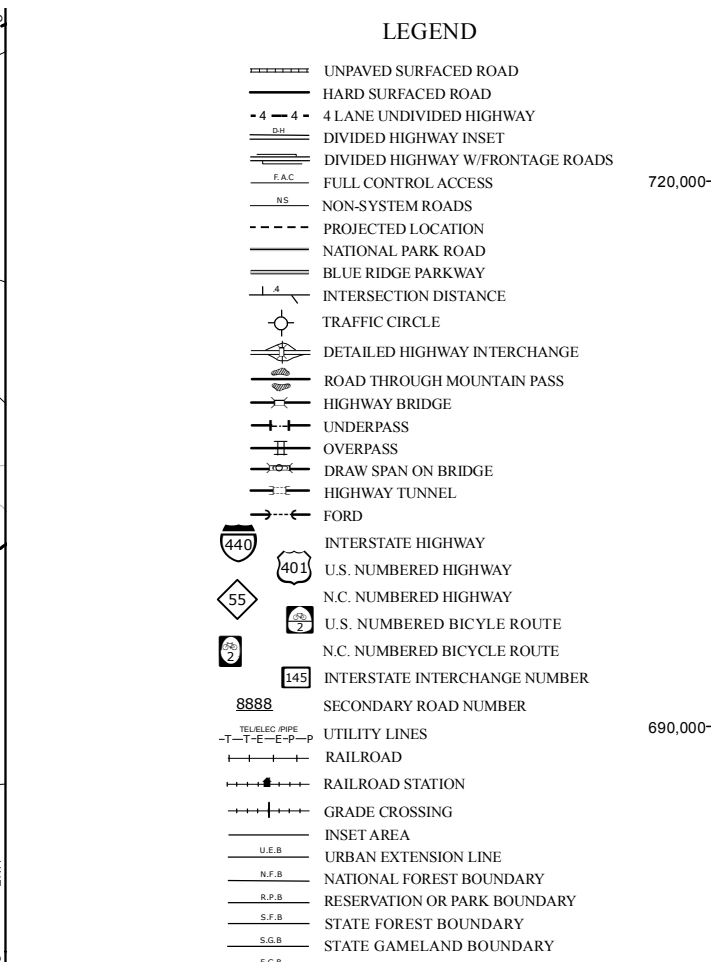 LEGEND
UNPAVED SURFACED ROAD
HARD SURFACED ROAD
4 4 4 LANE UNDIVIDED HIGHWAY
D-H DIVIDED HIGHWAY INSET
DIVIDED HIGHWAY W/FRONTAGE ROADS
F.A.C FULL CONTROL ACCESS 720,000
NS NON-SYSTEM ROADS
PROJECTED LOCATION
NATIONAL PARK ROAD
BLUE RIDGE PARKWAY
.4 INTERSECTION DISTANCE
TRAFFIC CIRCLE
DETAILED HIGHWAY INTERCHANGE
ROAD THROUGH MOUNTAIN PASS
HIGHWAY BRIDGE
UNDERPASS
OVERPASS
DRAW SPAN ON BRIDGE
HIGHWAY TUNNEL
FORD
440 INTERSTATE HIGHWAY
401 U.S. NUMBERED HIGHWAY
55 N.C. NUMBERED HIGHWAY
2 U.S. NUMBERED BICYLE ROUTE
2 N.C. NUMBERED BICYCLE ROUTE
145 INTERSTATE INTERCHANGE NUMBER
8888 SECONDARY ROAD NUMBER
TEL/ELEC /PIPE
T T E E P P UTILITY LINES 690,000
RAILROAD
RAILROAD STATION
GRADE CROSSING
INSET AREA
U.E.B URBAN EXTENSION LINE
N.F.B NATIONAL FOREST BOUNDARY
R.P.B RESERVATION OR PARK BOUNDARY
S.F.B STATE FOREST BOUNDARY
S.G.B STATE GAMELAND BOUNDARY